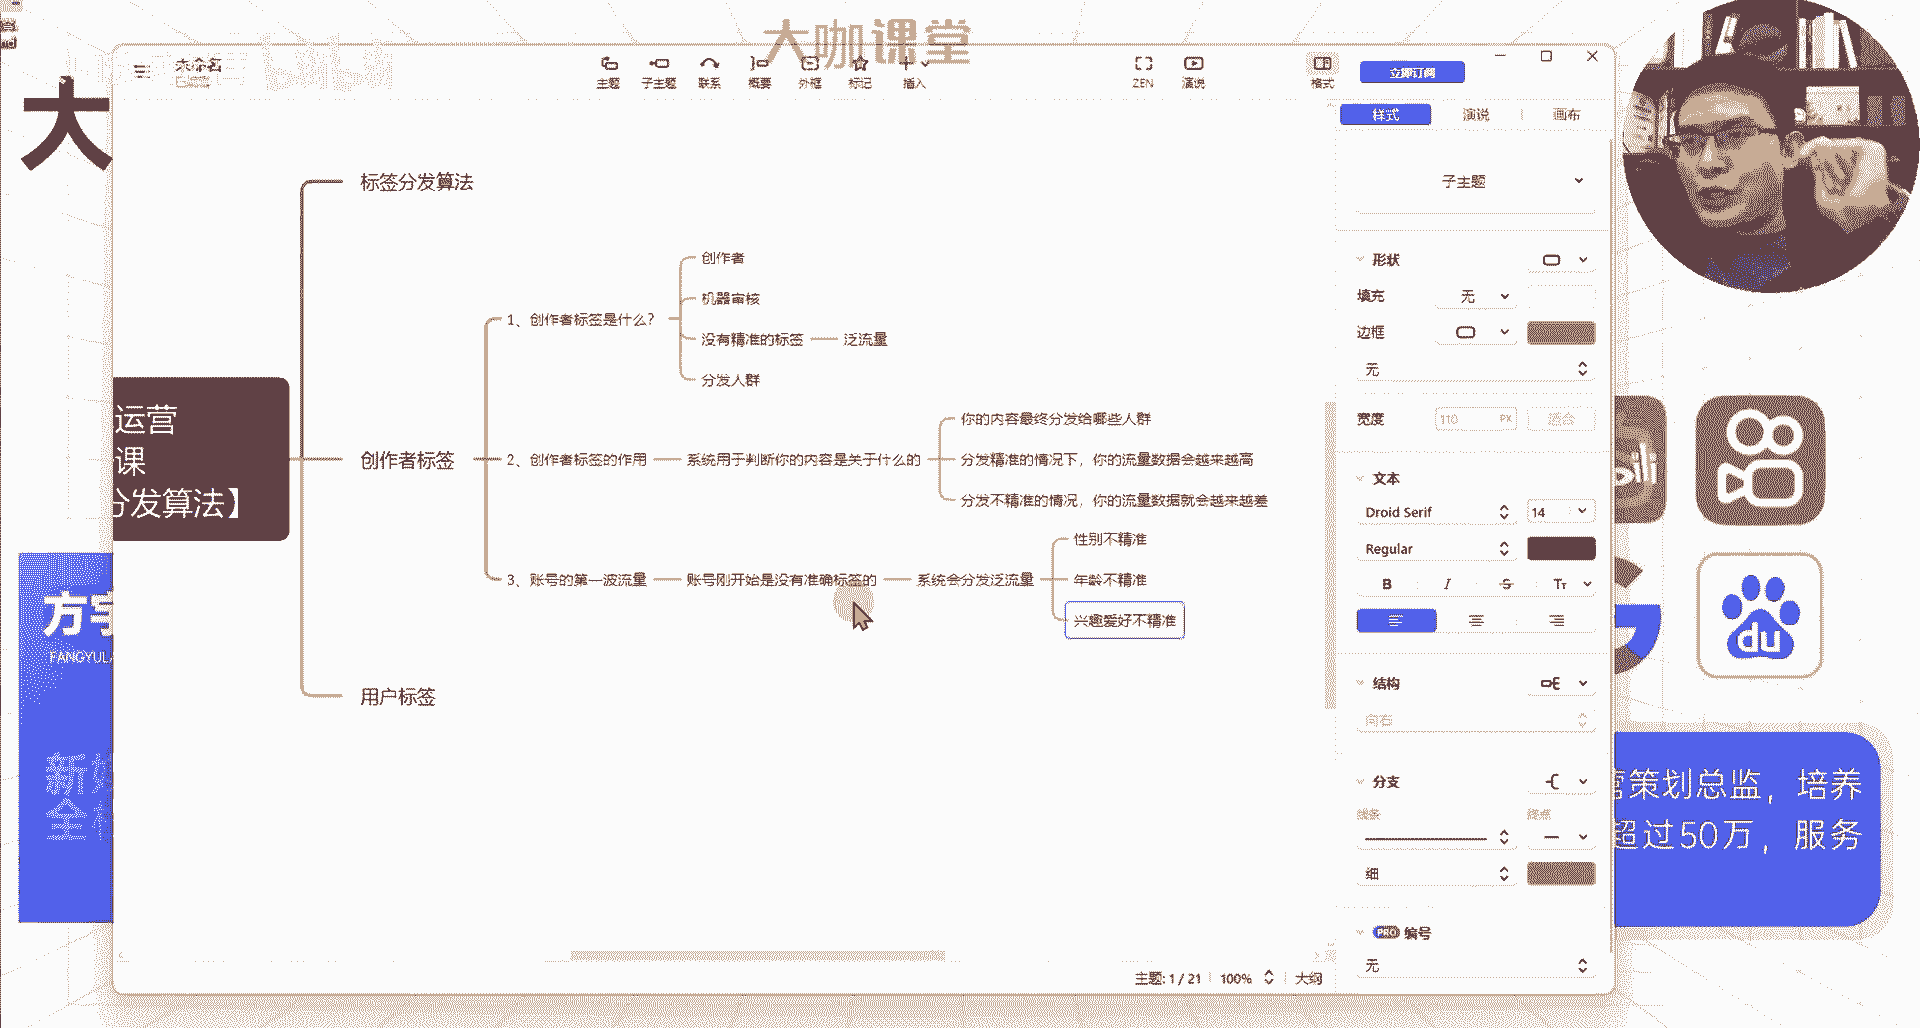 大咖课堂
大
未命名
主题
子主题
联系
概要
外框
标记
插入
ZEN
演说
格式
立即订阅
样式
演说
画布
子主题
标签分发算法
创作者
机器审核
1、创作者标签是什么?
没有精准的标签
泛流量
分发人群
运营
课
分发算法】
创作者标签
2、创作者标签的作用
系统用于判断你的内容是关于什么的
你的内容最终分发给哪些人群
分发精准的情况下，你的流量数据会越来越高
分发不精准的情况，你的流量数据就会越来越差
3、账号的第一波流量
账号刚开始是没有准确标签的
系统会分发泛流量
性别不精准
年龄不精准
兴趣爱好不精准
用户标签
形状
填充
无
边框
无
宽度
110
PX
适合
文本
Droid Serif
14
Regular
B
I
S
Tт
结构
向右
分支
线条
终点
细
PRO
编号
无
主题: 1 / 21
100%
大纲
方宇
FANGYULA
新
全
bili
du
营策划总监，培养
超过50万，服务